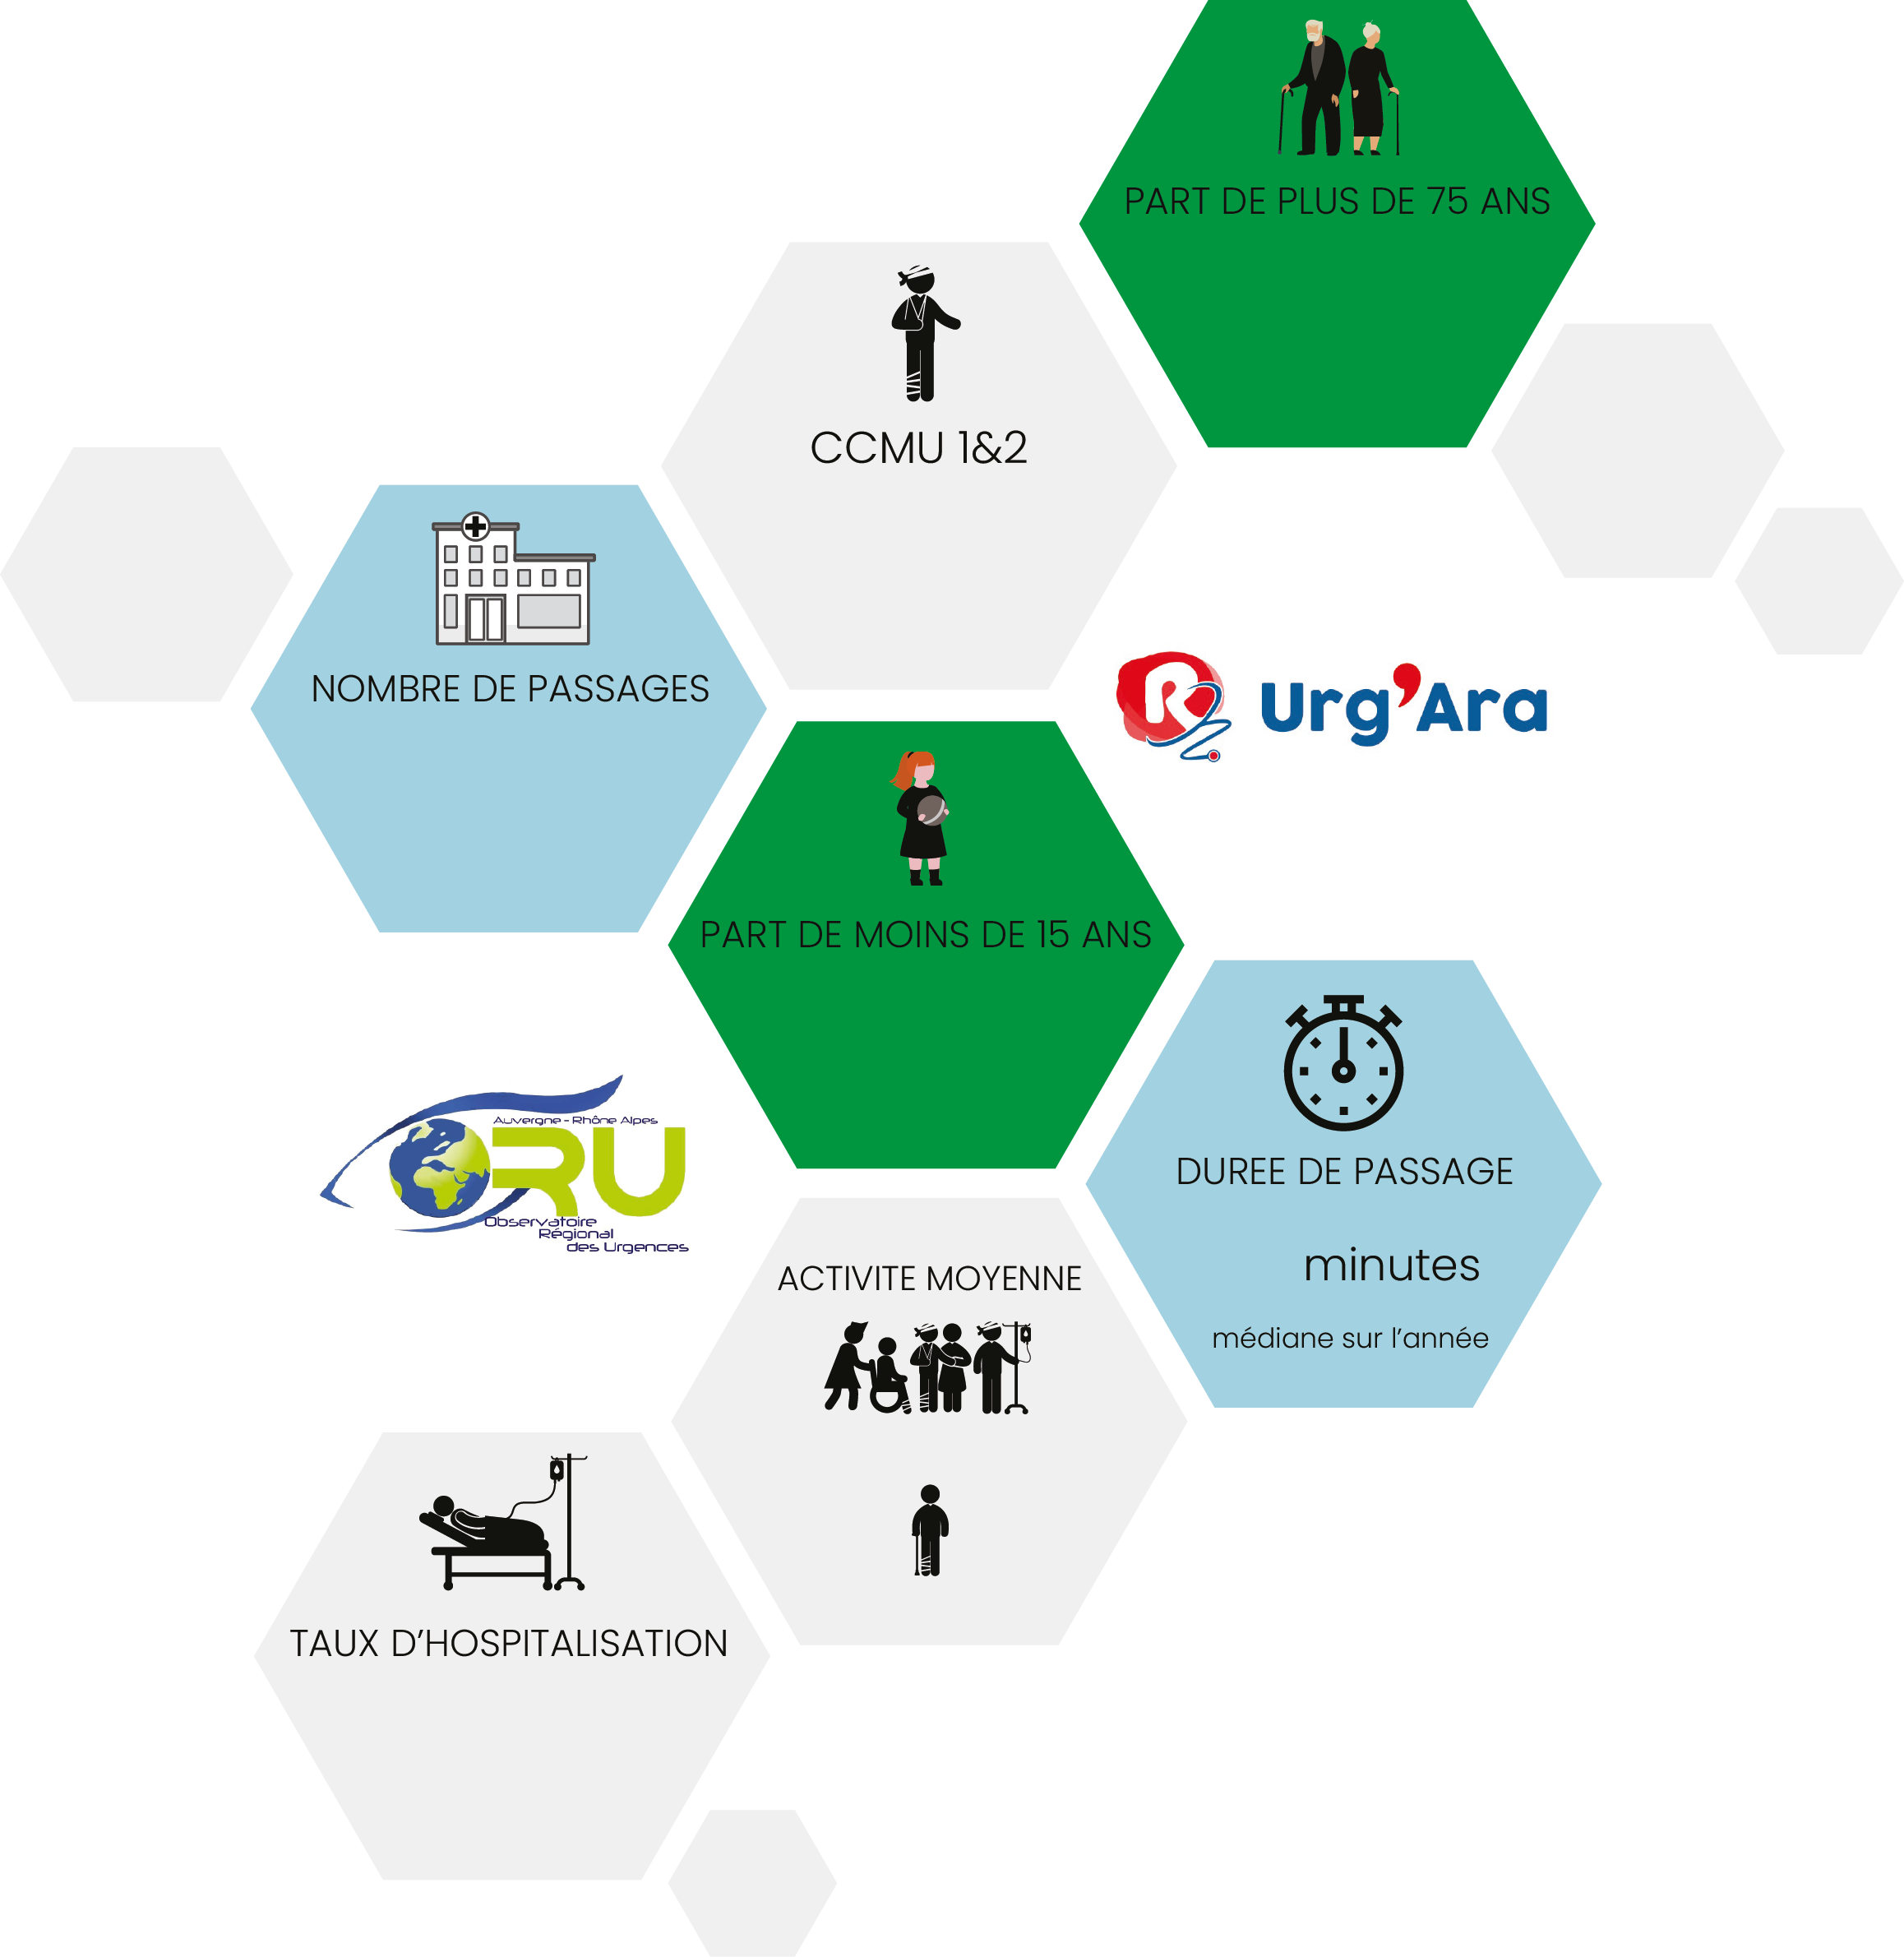 PART DE PLUS DE 75 ANS
CCMU 1&2
NOMBRE DE PASSAGES
Urg'Ara
PART DE MOINS DE 15 ANS
Auvergne - Rhône Alpes
ORU
Observatoire
Régional
des Urgences
DUREE DE PASSAGE
minutes
médiane sur l'année
ACTIVITE MOYENNE
TAUX D'HOSPITALISATION